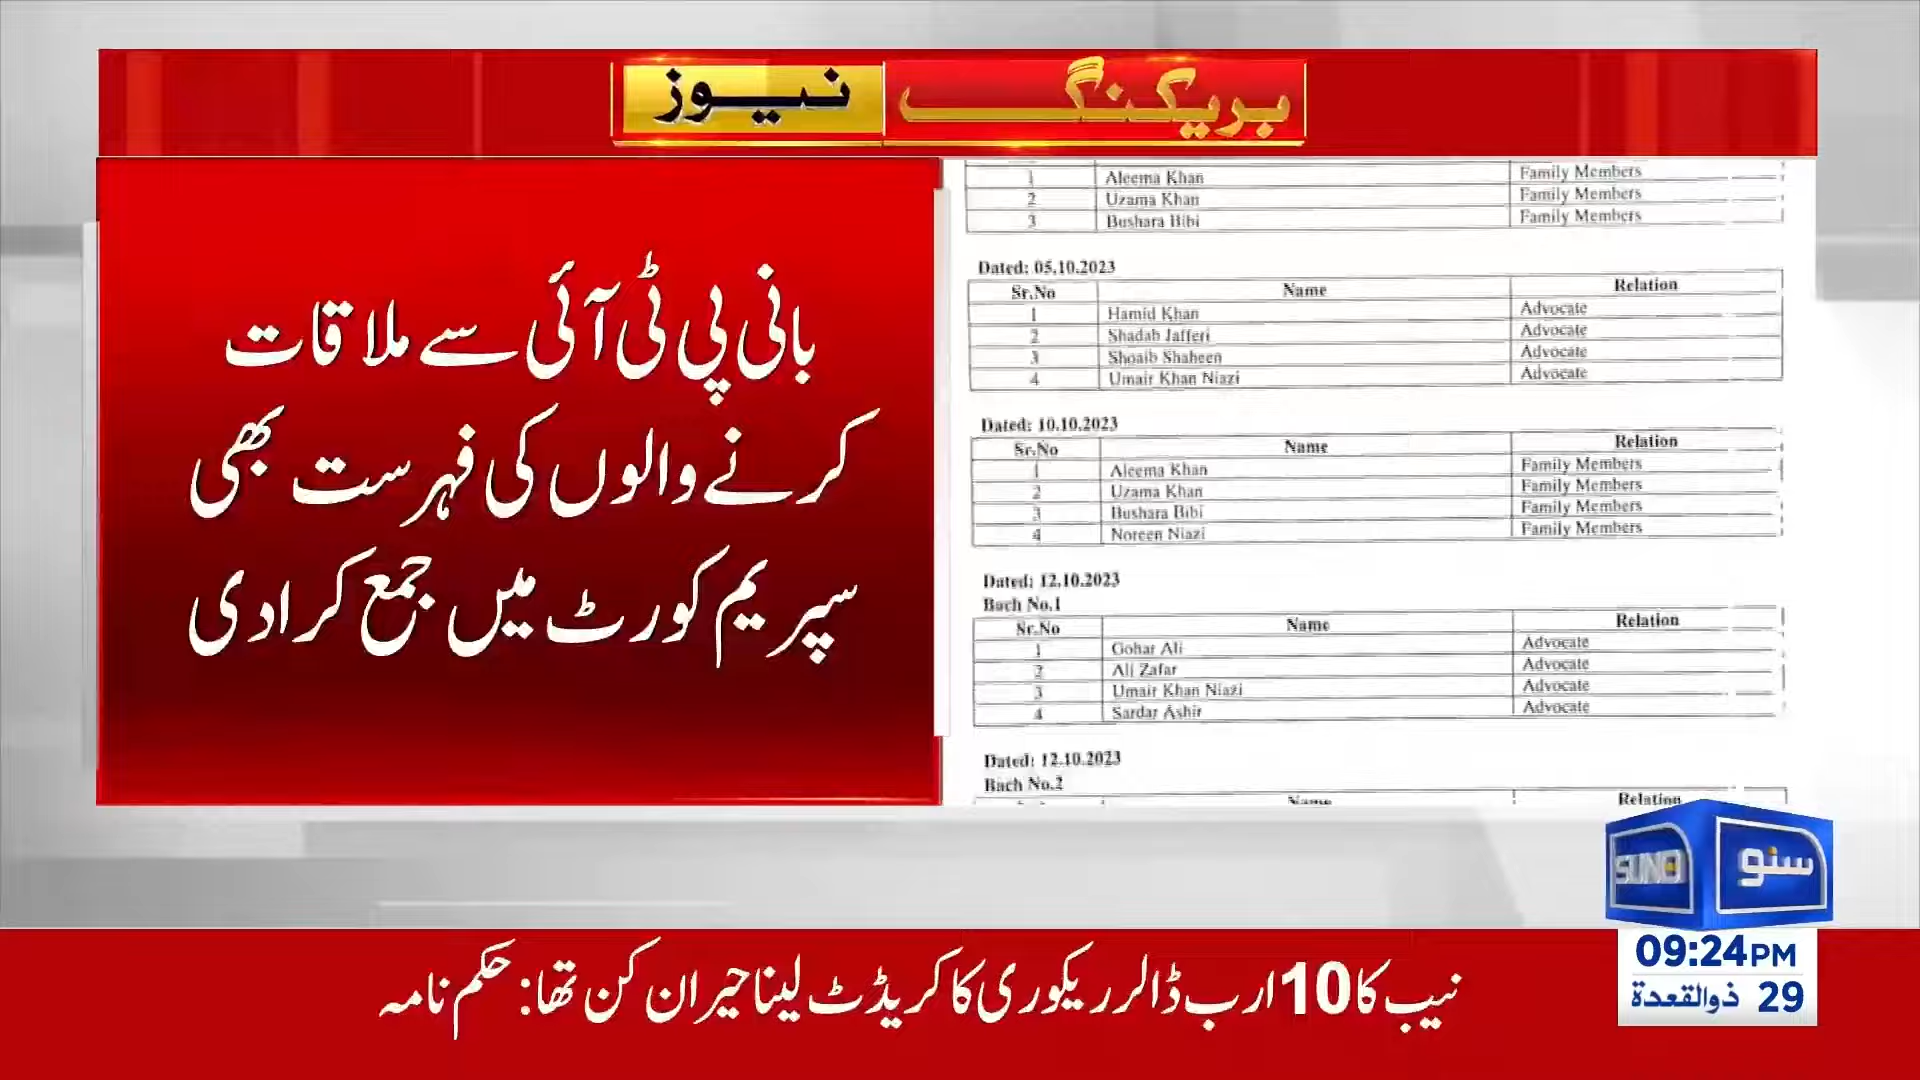 بریکنگ نیوز
بانی پی ٹی آئی سے ملاقات
کرنے والوں کی فہرست بھی
سپریم کورٹ میں جمع کرا دی
1 Aleema Khan Family Members
2 Uzama Khan Family Members
3 Bushara Bibi Family Members
Dated: 05.10.2023
Sr.No Name Relation
1 Hamid Khan Advocate
2 Shadab Jafferi Advocate
3 Shoaib Shaheen Advocate
4 Umair Khan Niazi Advocate
Dated: 10.10.2023
Sr.No Name Relation
1 Aleema Khan Family Members
2 Uzama Khan Family Members
3 Bushara Bibi Family Members
4 Noreen Niazi Family Members
Dated: 12.10.2023
Bach No.1
Sr.No Name Relation
1 Gohar Ali Advocate
2 Ali Zafar Advocate
3 Umair Khan Niazi Advocate
4 Sardar Ashir Advocate
Dated: 12.10.2023
Bach No.2
Name Relation
SUNO سنو
09:24PM
29 ذوالقعدة
نیب کا 10 ارب ڈالر ریکوری کا کریڈٹ لینا حیران کن تھا: حکم نامہ